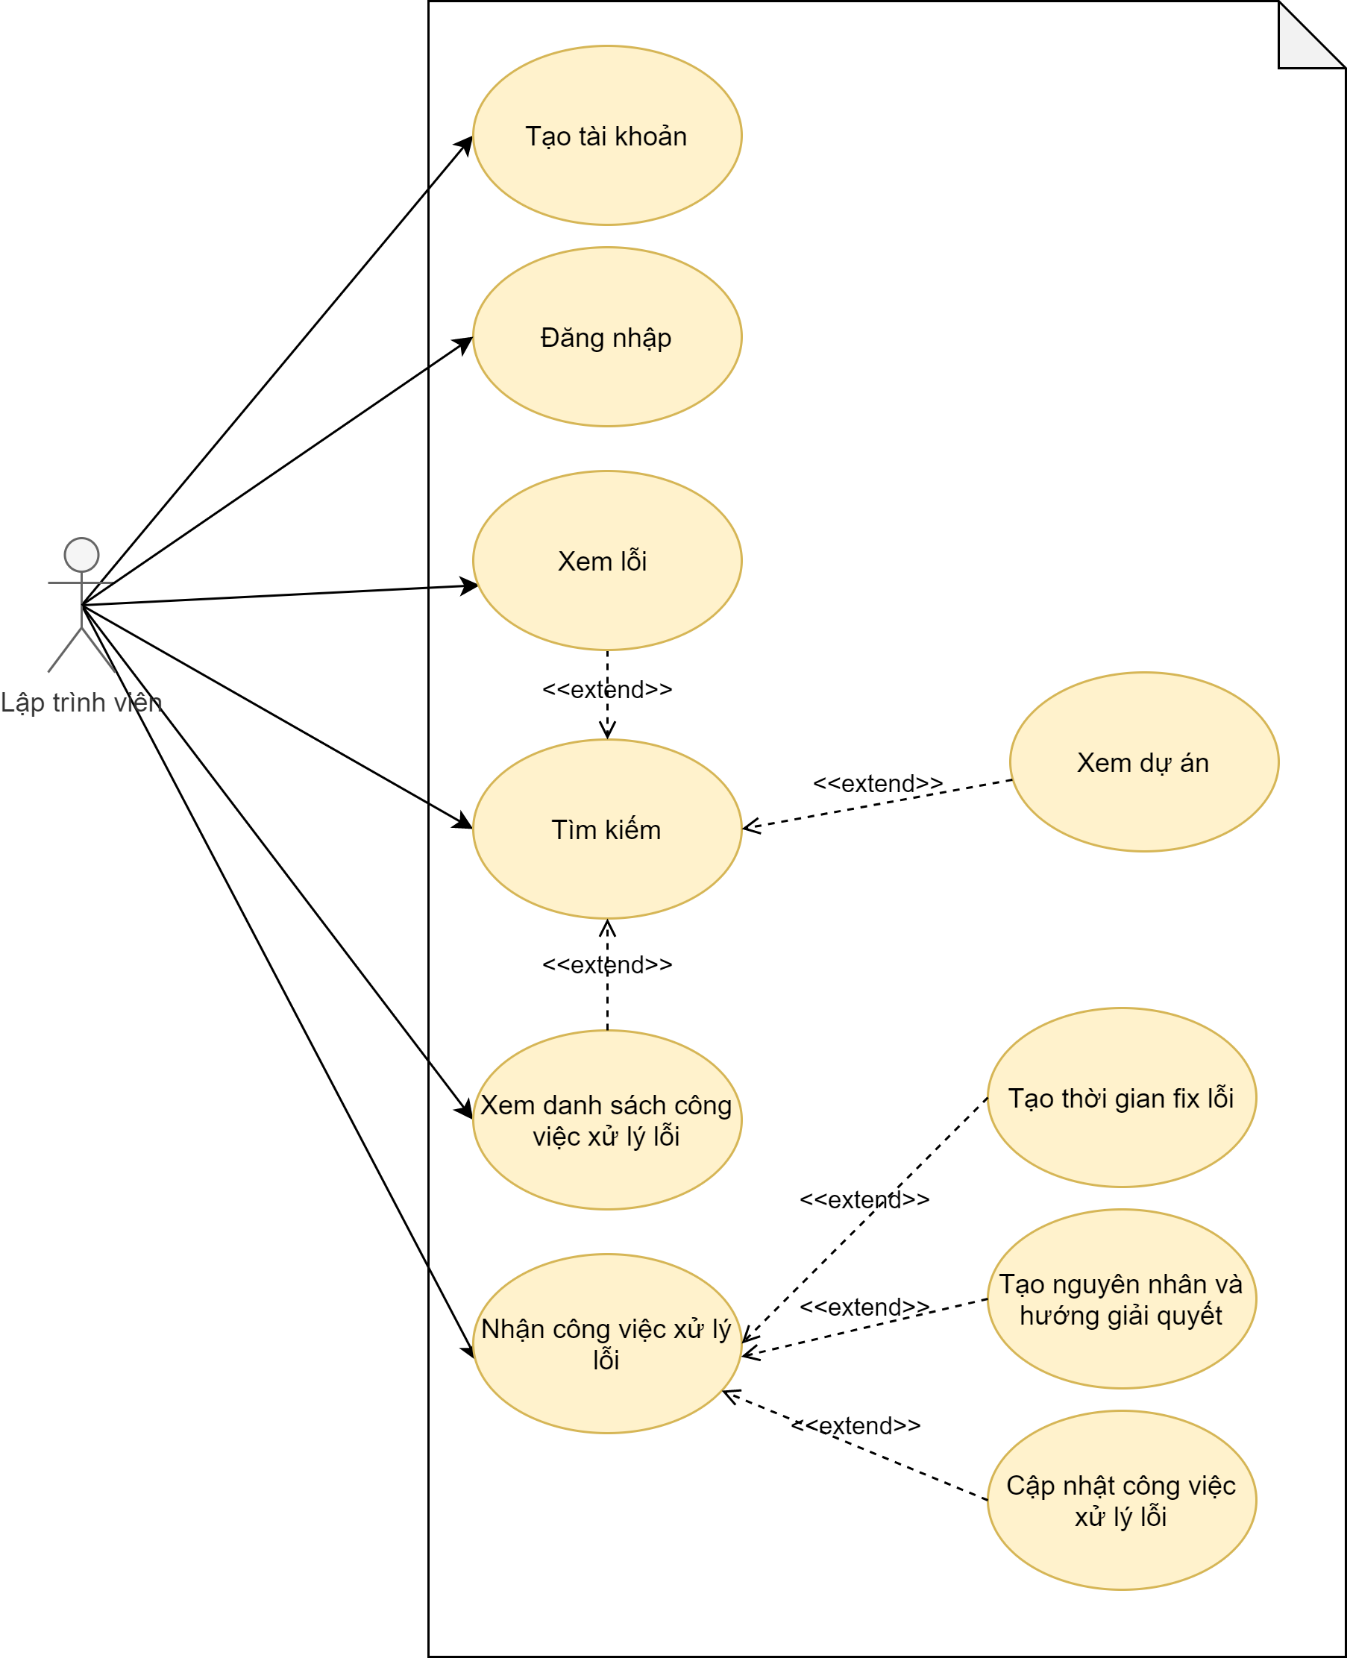 Tạo tài khoản
Đăng nhập
Xem lỗi
Lập trình viên
<<extend>>
Xem dự án
<<extend>>
Tìm kiếm
<<extend>>
Xem danh sách công
việc xử lý lỗi
Tạo thời gian fix lỗi
<<extend>>
Tạo nguyên nhân và
hướng giải quyết
<<extend>>
Nhận công việc xử lý
lỗi
<<extend>>
Cập nhật công việc
xử lý lỗi